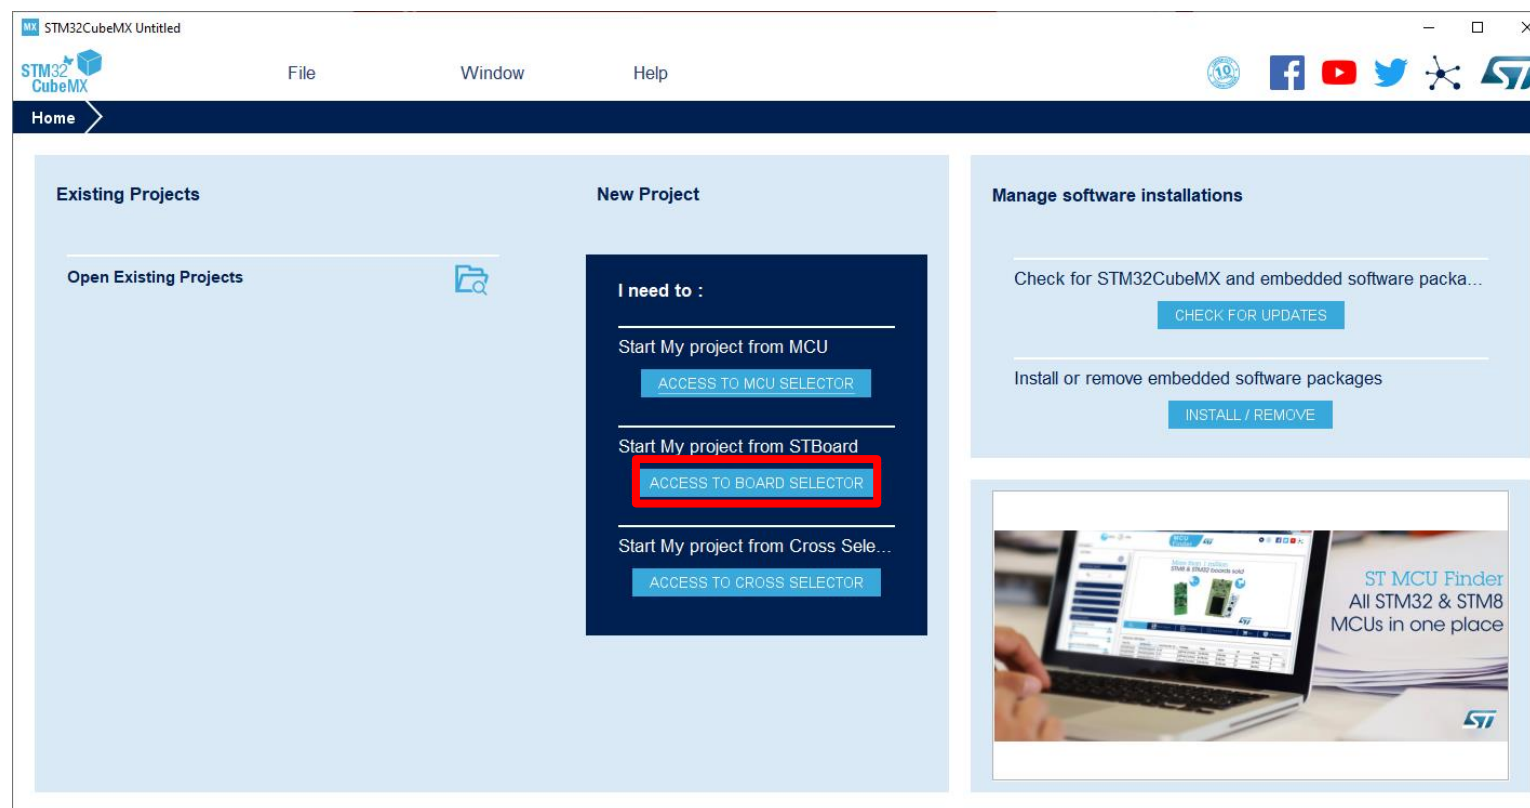 MX STM32CubeMX Untitled
STM32
CubeMX
File
Window
Help
10
Home
Existing Projects
Open Existing Projects
New Project
I need to :
Start My project from MCU
ACCESS TO MCU SELECTOR
Start My project from STBoard
ACCESS TO BOARD SELECTOR
Start My project from Cross Sele...
ACCESS TO CROSS SELECTOR
Manage software installations
Check for STM32CubeMX and embedded software packa...
CHECK FOR UPDATES
Install or remove embedded software packages
INSTALL / REMOVE
ST MCU Finder
All STM32 & STM8
MCUs in one place